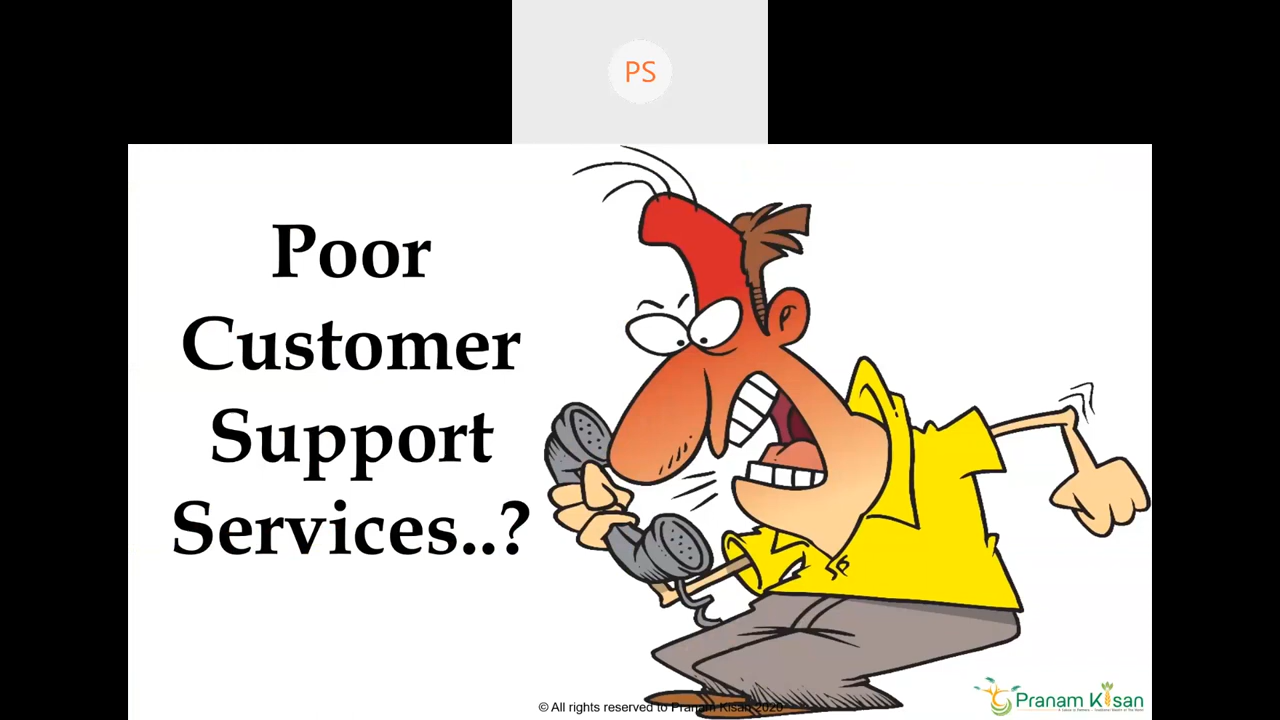 PS
Poor
Customer
Support
Services..?
© All rights reserved to Pranam Kisan 2020
Pranam Kisan